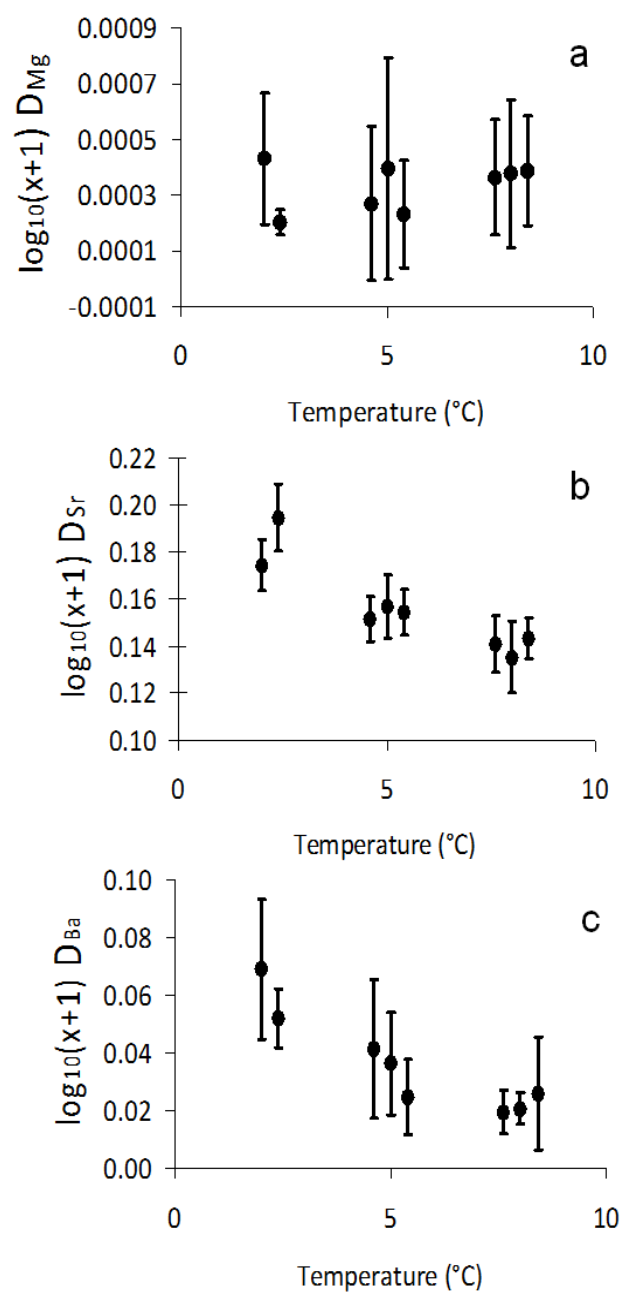 a
log10(x+1) DMg
0.0009
0.0007
0.0005
0.0003
0.0001
-0.0001
0 5 10
Temperature (°C)
b
log10(x+1) DSr
0.22
0.20
0.18
0.16
0.14
0.12
0.10
0 5 10
Temperature (°C)
c
log10(x+1) DBa
0.10
0.08
0.06
0.04
0.02
0.00
0 5 10
Temperature (°C)